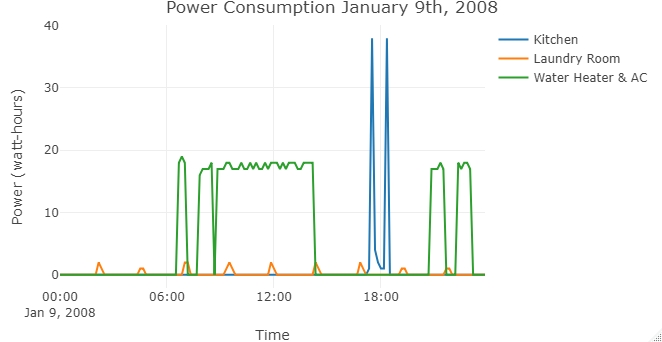 Power Consumption January 9th, 2008
Kitchen
Laundry Room
Water Heater & AC
Power (watt-hours)
40
30
20
10
0
00:00
06:00
12:00
18:00
Jan 9, 2008
Time